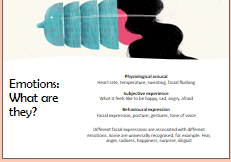 Emotions:
What are
they?
Physiological arousal
Heart rate, temperature, sweating, facial flushing
Subjective experience
What it feels like to be happy, sad, angry, afraid
Behavioural expression
Facial expression, posture, gestures, tone of voice
Different facial expressions are associated with different
emotions. Some are universally recognised, for example. Fear,
anger, sadness, happiness, surprise, disgust